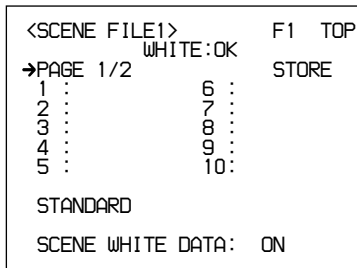 <SCENE FILE1> F1 TOP
WHITE:OK
➔PAGE 1/2 STORE
1 : 6 :
2 : 7 :
3 : 8 :
4 : 9 :
5 : 10:
STANDARD
SCENE WHITE DATA: ON